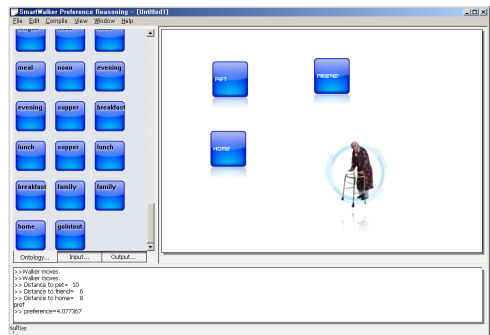 SmartWalker Preference Reasoning - [Untitled1]
File Edit Compile View Window Help
meal noon evening
evening supper breakfast
lunch supper lunch
breakfast family family
home gointout
PET
FRIEND
HOME
Ontology... Input... Output...
>>Walker moves.
>>Walker moves.
>> Distance to pet= 10
>> Distance to friend= 6
>> Distance to home= 8
pref
>> preference=4.077367